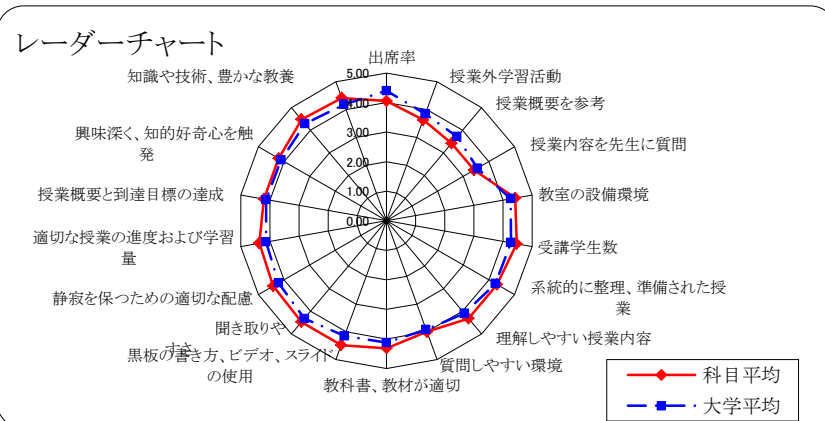 レーダーチャート
出席率
授業外学習活動
授業概要を参考
授業内容を先生に質問
教室の設備環境
受講学生数
系統的に整理、準備された授
業
理解しやすい授業内容
質問しやすい環境
教科書、教材が適切
黒板の書き方、ビデオ、スライド
の使用
聞き取りや
すさ
静寂を保つための適切な配慮
適切な授業の進度および学習
量
授業概要と到達目標の達成
興味深く、知的好奇心を触
発
知識や技術、豊かな教養
5.00
4.00
3.00
2.00
1.00
0.00
科目平均
大学平均